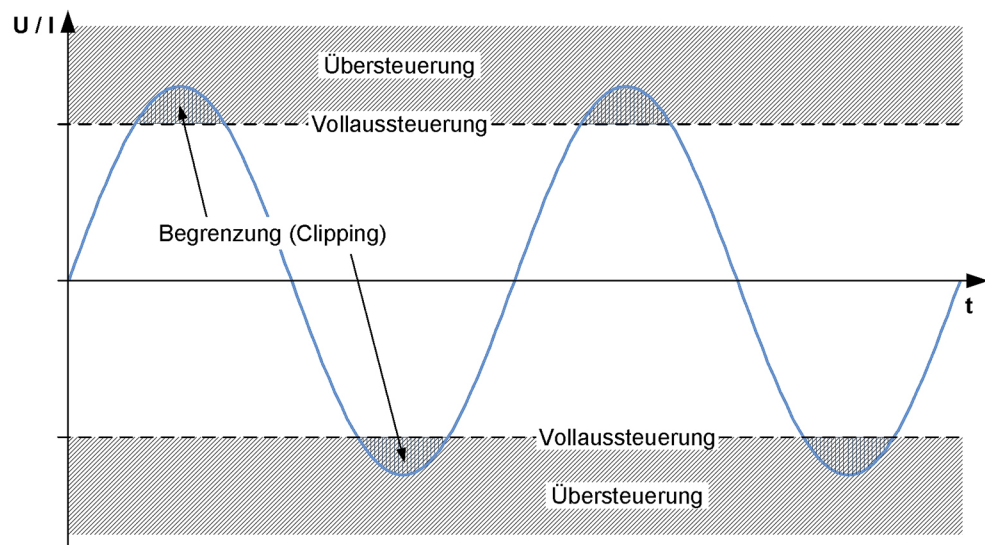 U / I
Übersteuerung
Vollaussteuerung
Begrenzung (Clipping)
t
Vollaussteuerung
Übersteuerung